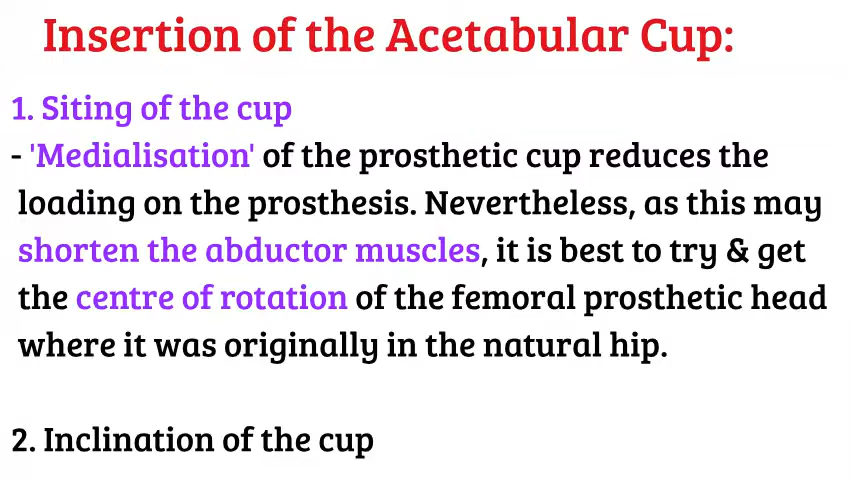 Insertion of the Acetabular Cup:
1. Siting of the cup
- 'Medialisation' of the prosthetic cup reduces the
loading on the prosthesis. Nevertheless, as this may
shorten the abductor muscles, it is best to try & get
the centre of rotation of the femoral prosthetic head
where it was originally in the natural hip.
2. Inclination of the cup